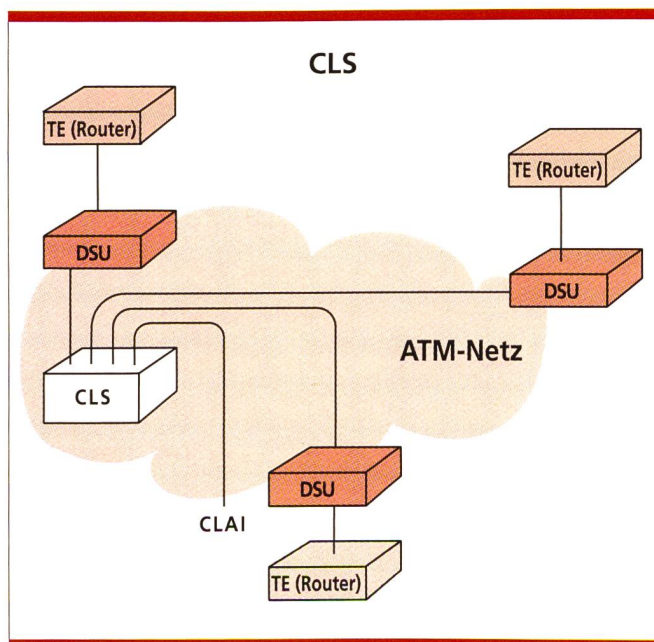 CLS
TE (Router)
TE (Router)
DSU
DSU
ATM-Netz
CLS
DSU
CLAI
TE (Router)